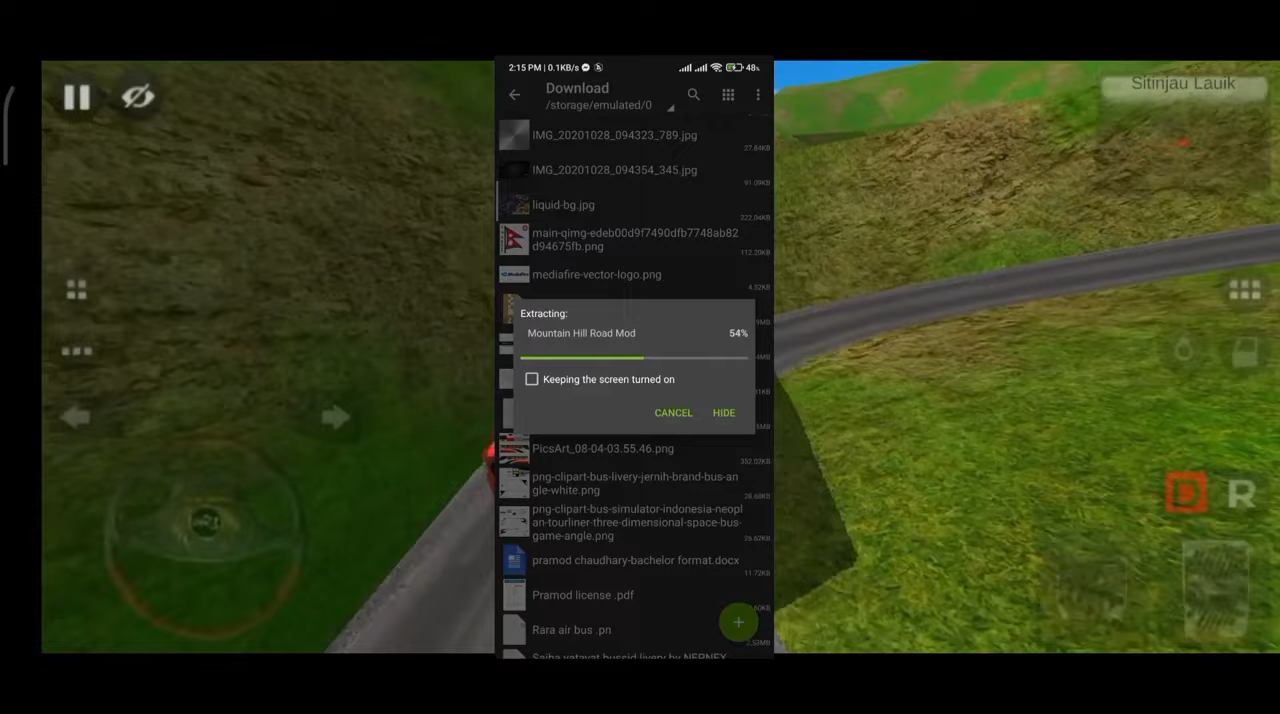 2:15 PM | 0.1KB/s
48%
Download
/storage/emulated/0
IMG_20201028_094323_789.jpg
27.84KB
IMG_20201028_094354_345.jpg
91.09KB
liquid-bg.jpg
222.04KB
main-qimg-edeb00d9f7490dfb7748ab82
d94675fb.png
112.20KB
mediafire-vector-logo.png
4.52KB
Extracting:
Mountain Hill Road Mod
54%
Keeping the screen turned on
CANCEL
HIDE
PicsArt_08-04-03.55.46.png
352.02KB
png-clipart-bus-livery-jernih-brand-bus-an
gle-white.png
png-clipart-bus-simulator-indonesia-neopl
an-tourliner-three-dimensional-space-bus-
game-angle.png
26.62KB
pramod chaudhary-bachelor format.docx
11.72KB
Pramod license .pdf
Rara air bus .pn
2.53MB
Sitinjau Lauik
D
R